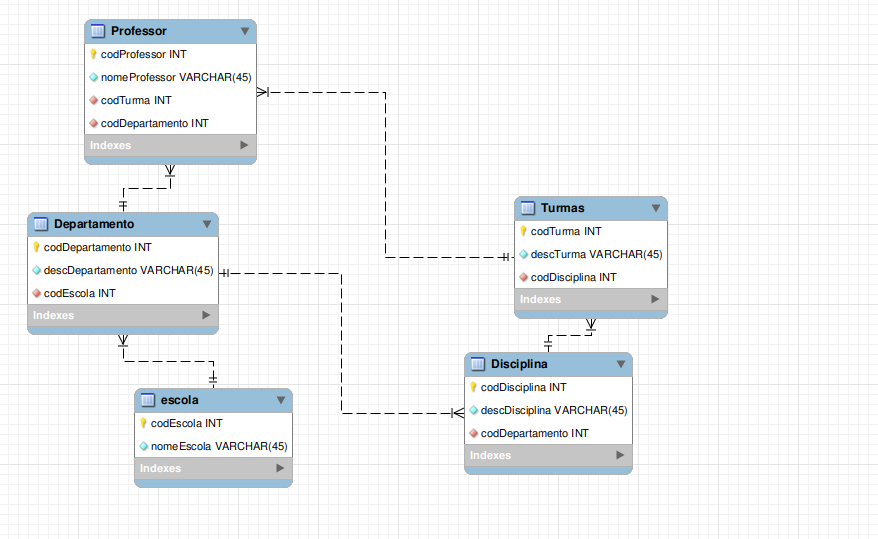 Professor
codProfessor INT
nomeProfessor VARCHAR(45)
codTurma INT
codDepartamento INT
Indexes
Departamento
codDepartamento INT
descDepartamento VARCHAR(45)
codEscola INT
Indexes
escola
codEscola INT
nomeEscola VARCHAR(45)
Indexes
Turmas
codTurma INT
descTurma VARCHAR(45)
codDisciplina INT
Indexes
Disciplina
codDisciplina INT
descDisciplina VARCHAR(45)
codDepartamento INT
Indexes